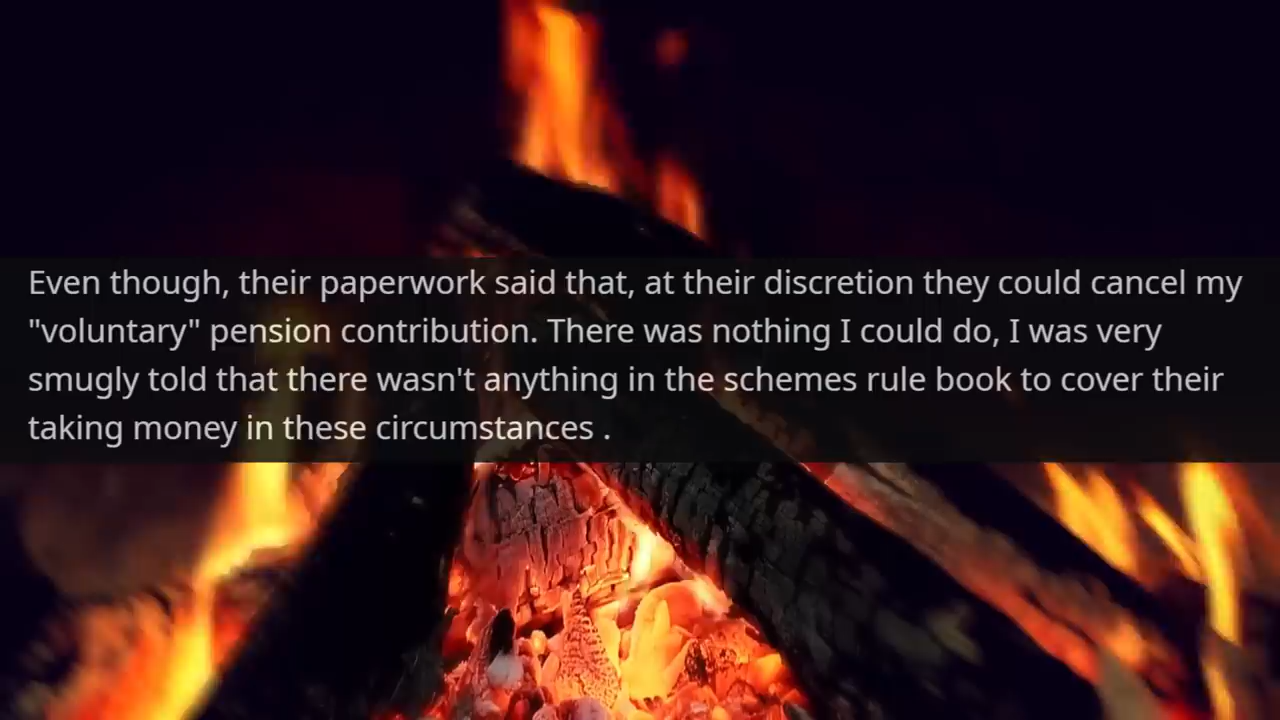 Even though, their paperwork said that, at their discretion they could cancel my
"voluntary" pension contribution. There was nothing I could do, I was very
smugly told that there wasn't anything in the schemes rule book to cover their
taking money in these circumstances .